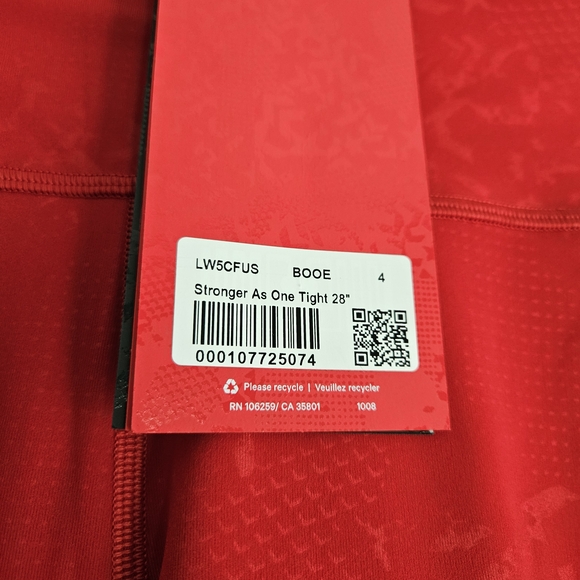 LW5CFUS BOOE 4
Stronger As One Tight 28"
000107725074
Please recycle | Veuillez recycler
RN 106259/ CA 35801 1008